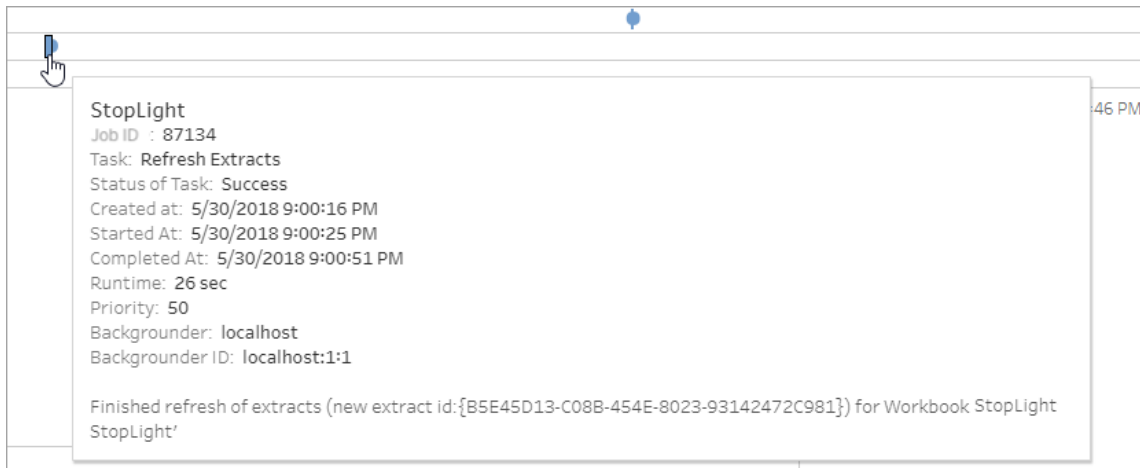 :46 PM
StopLight
Job ID : 87134
Task: Refresh Extracts
Status of Task: Success
Created at: 5/30/2018 9:00:16 PM
Started At: 5/30/2018 9:00:25 PM
Completed At: 5/30/2018 9:00:51 PM
Runtime: 26 sec
Priority: 50
Backgrounder: localhost
Backgrounder ID: localhost:1:1
Finished refresh of extracts (new extract id:{B5E45D13-C08B-454E-8023-93142472C981}) for Workbook StopLight
StopLight’